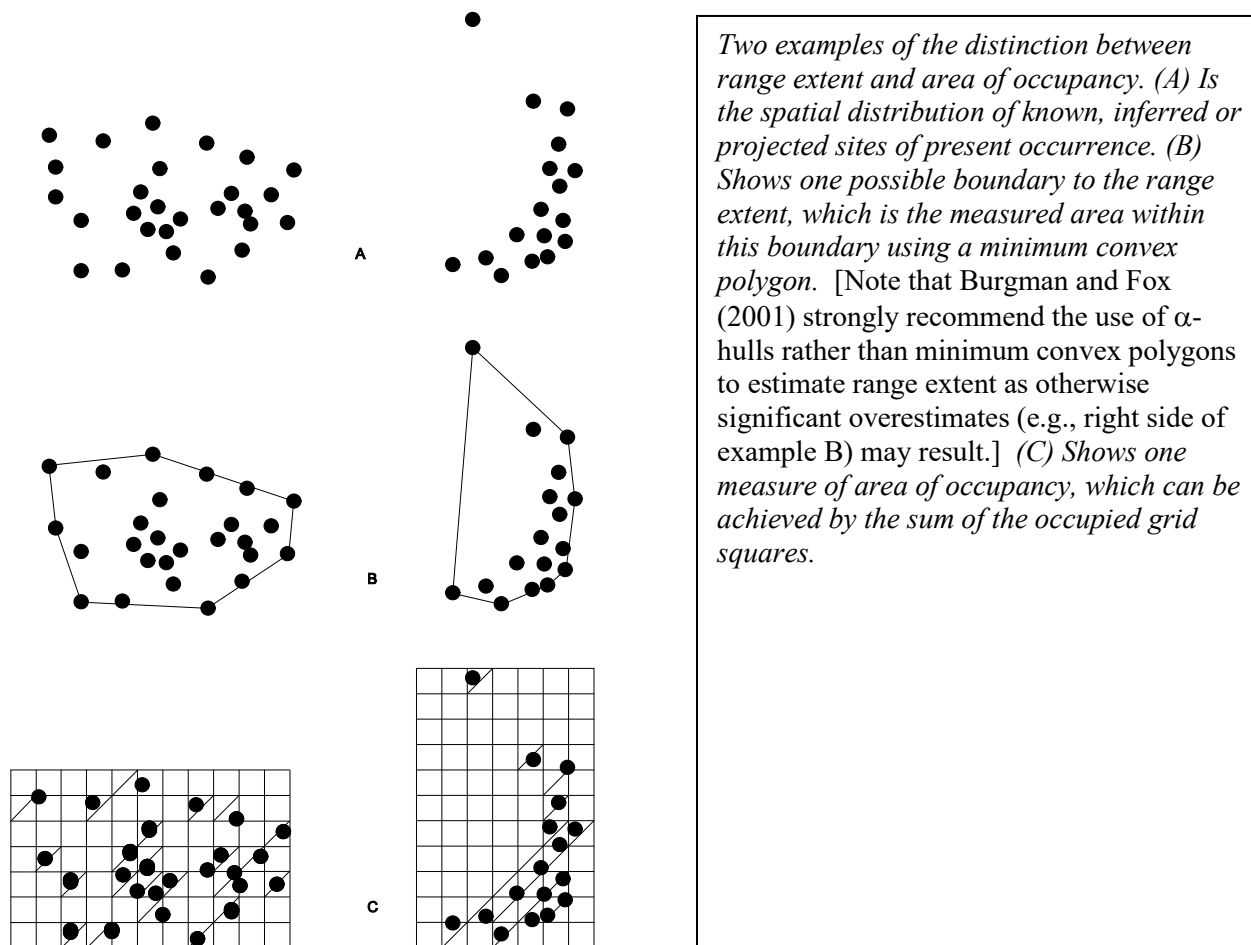 Two examples of the distinction between
range extent and area of occupancy. (A) Is
the spatial distribution of known, inferred or
projected sites of present occurrence. (B)
Shows one possible boundary to the range
extent, which is the measured area within
this boundary using a minimum convex
polygon. [Note that Burgman and Fox
(2001) strongly recommend the use of α-
hulls rather than minimum convex polygons
to estimate range extent as otherwise
significant overestimates (e.g., right side of
example B) may result.] (C) Shows one
measure of area of occupancy, which can be
achieved by the sum of the occupied grid
squares.
A
B
C